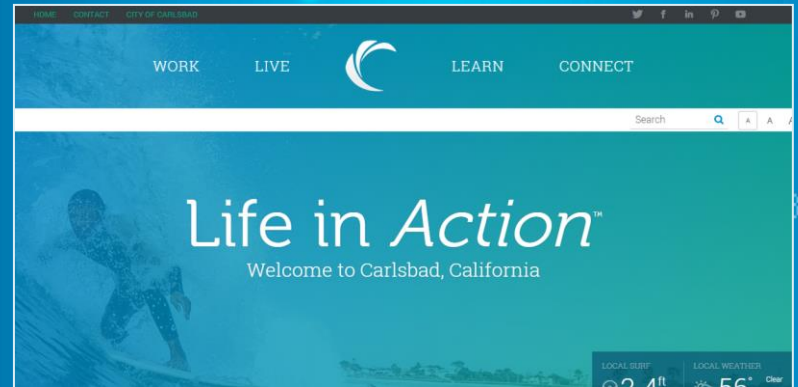 HOME CONTACT CITY OF CARLSBAD
WORK LIVE LEARN CONNECT
Search A A
Life in Action™
Welcome to Carlsbad, California
LOCAL SURF LOCAL WEATHER
2-4ft 56° Clear